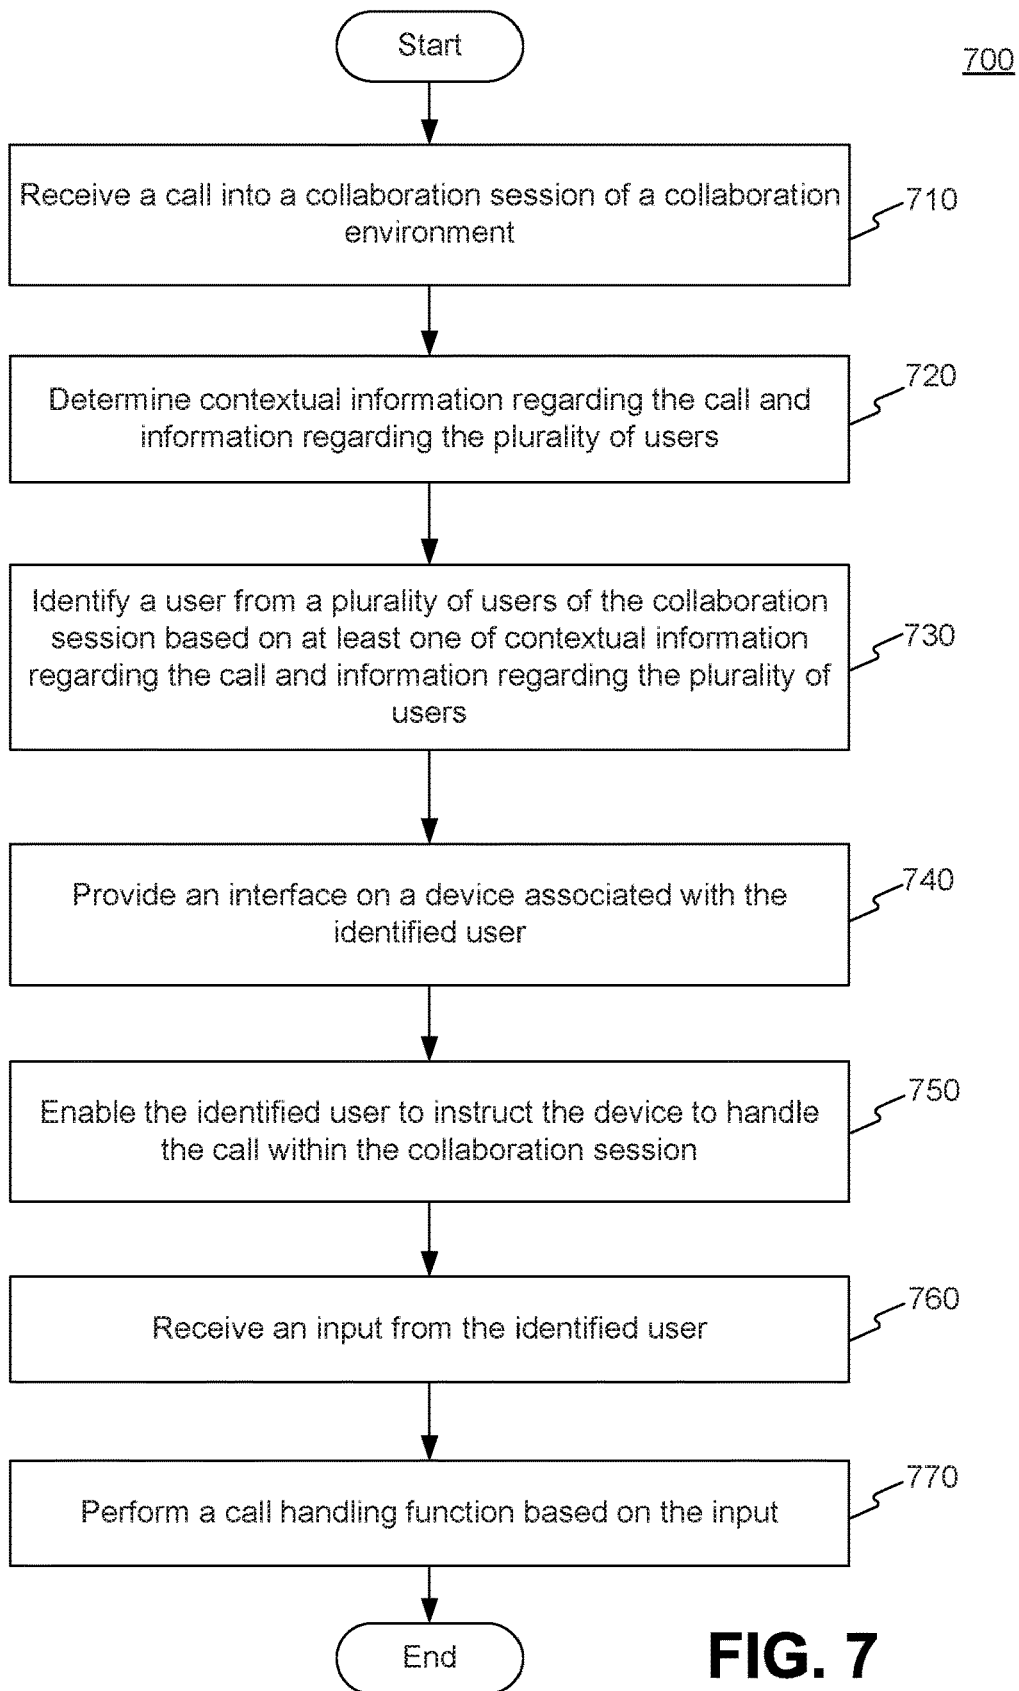 Start
700
Receive a call into a collaboration session of a collaboration
environment
710
Determine contextual information regarding the call and
information regarding the plurality of users
720
Identify a user from a plurality of users of the collaboration
session based on at least one of contextual information
regarding the call and information regarding the plurality of
users
730
Provide an interface on a device associated with the
identified user
740
Enable the identified user to instruct the device to handle
the call within the collaboration session
750
Receive an input from the identified user
760
Perform a call handling function based on the input
770
End
FIG. 7